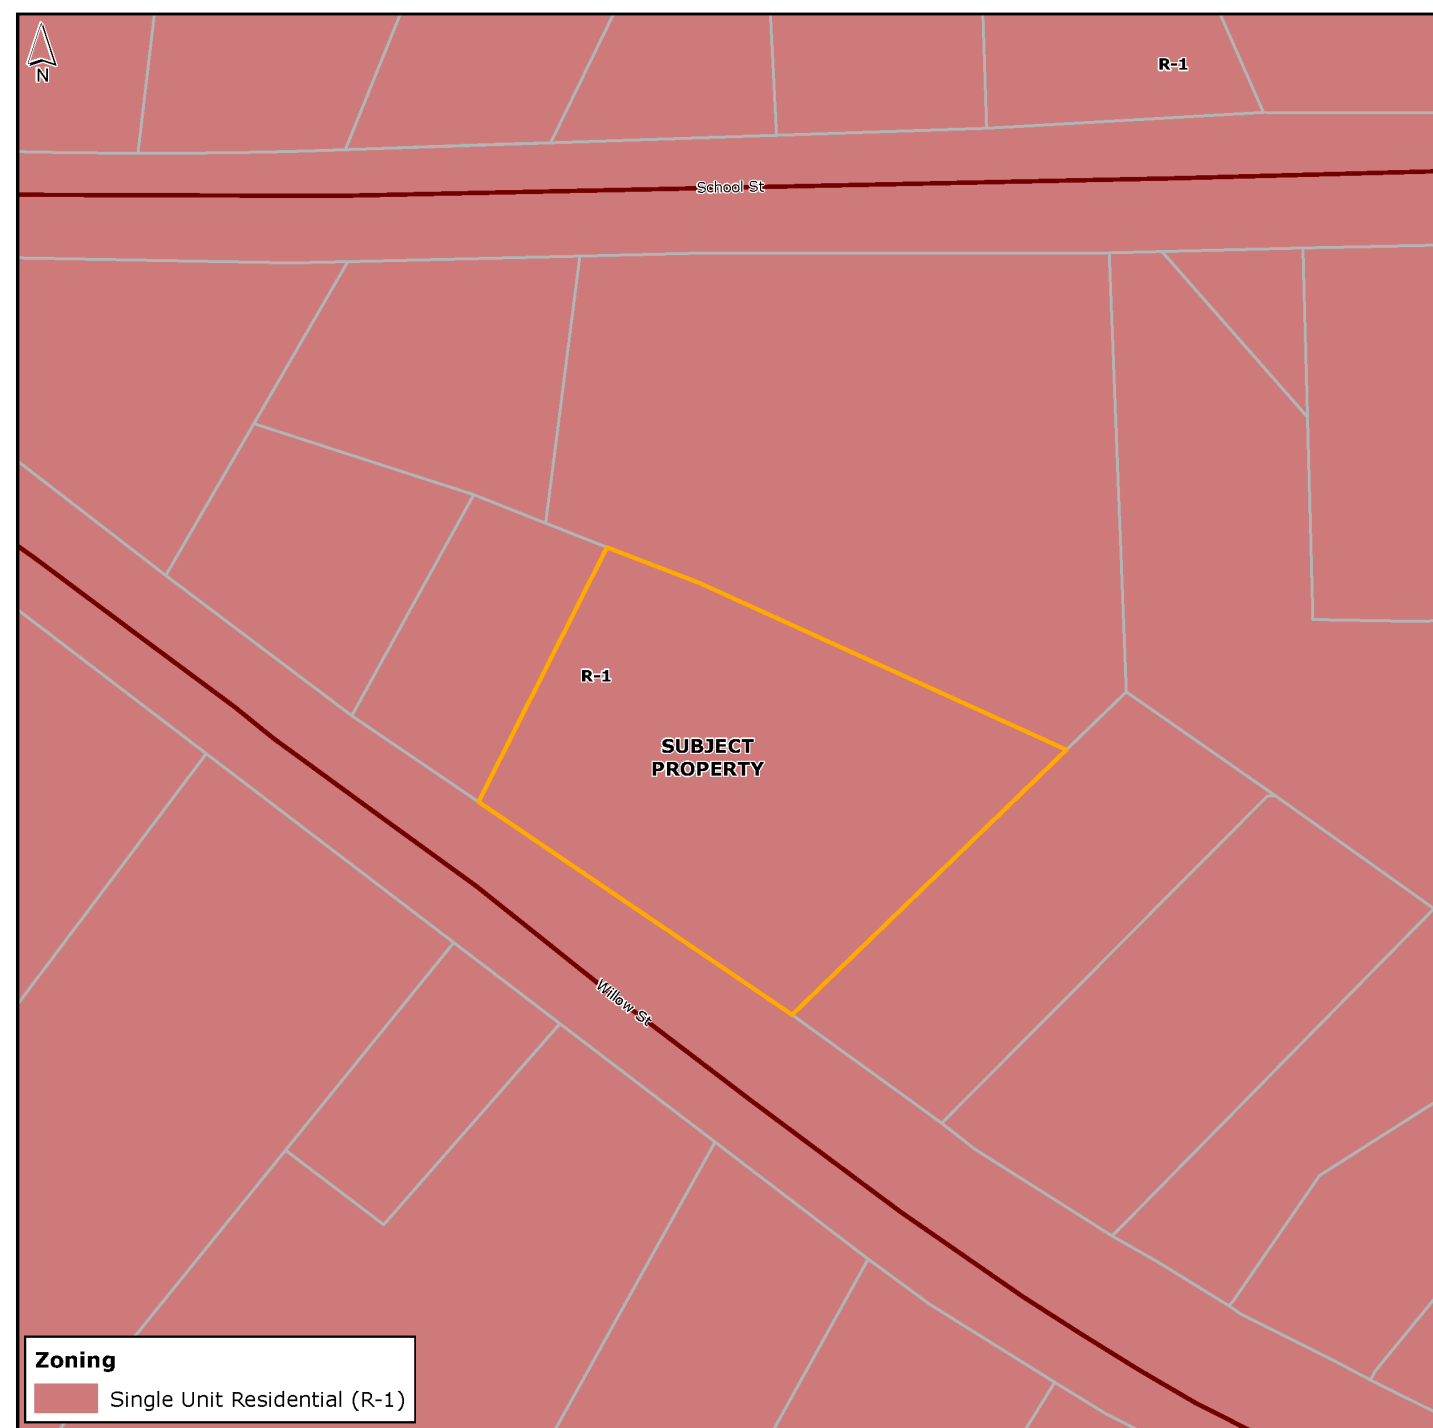 N
R-1
School St
R-1
SUBJECT
PROPERTY
Willow St
Zoning
Single Unit Residential (R-1)